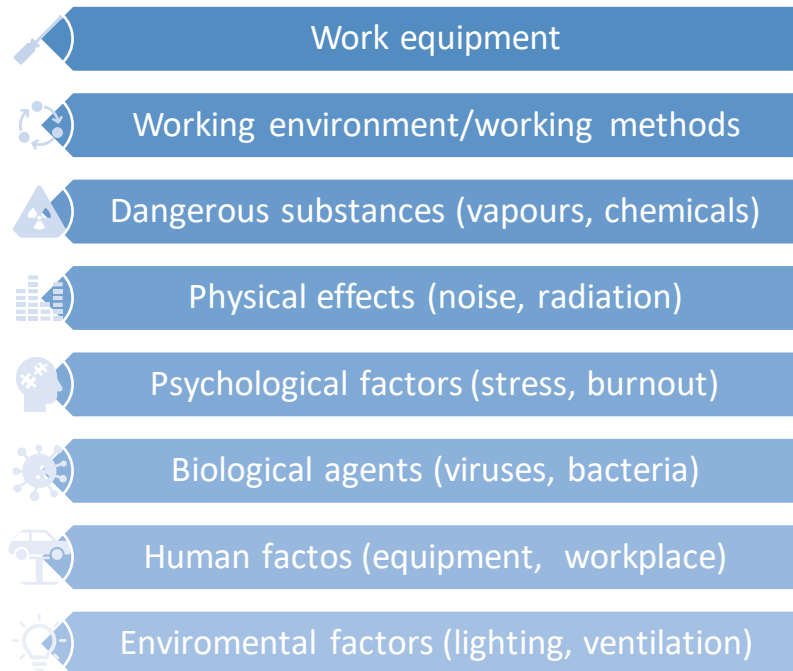 Work equipment
Working environment/working methods
Dangerous substances (vapours, chemicals)
Physical effects (noise, radiation)
Psychological factors (stress, burnout)
Biological agents (viruses, bacteria)
Human factos (equipment, workplace)
Enviromental factors (lighting, ventilation)